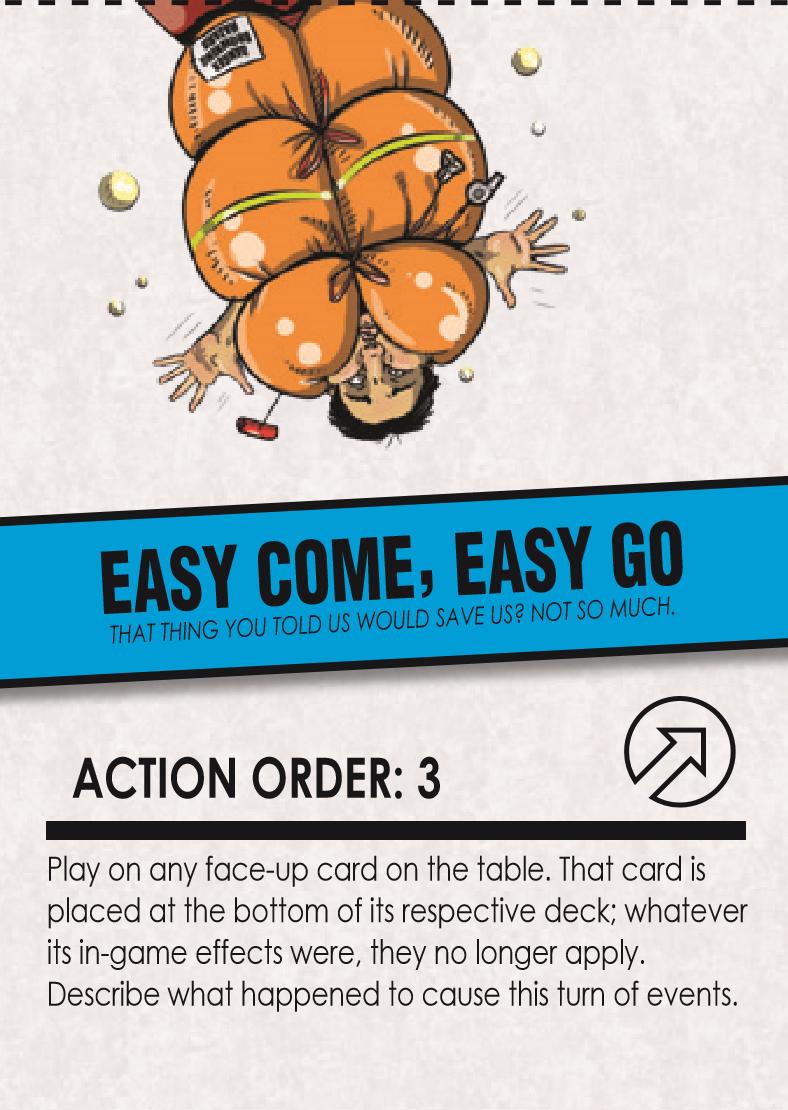 EASY COME, EASY GO
THAT THING YOU TOLD US WOULD SAVE US? NOT SO MUCH.
ACTION ORDER: 3
Play on any face-up card on the table. That card is
placed at the bottom of its respective deck; whatever
its in-game effects were, they no longer apply.
Describe what happened to cause this turn of events.